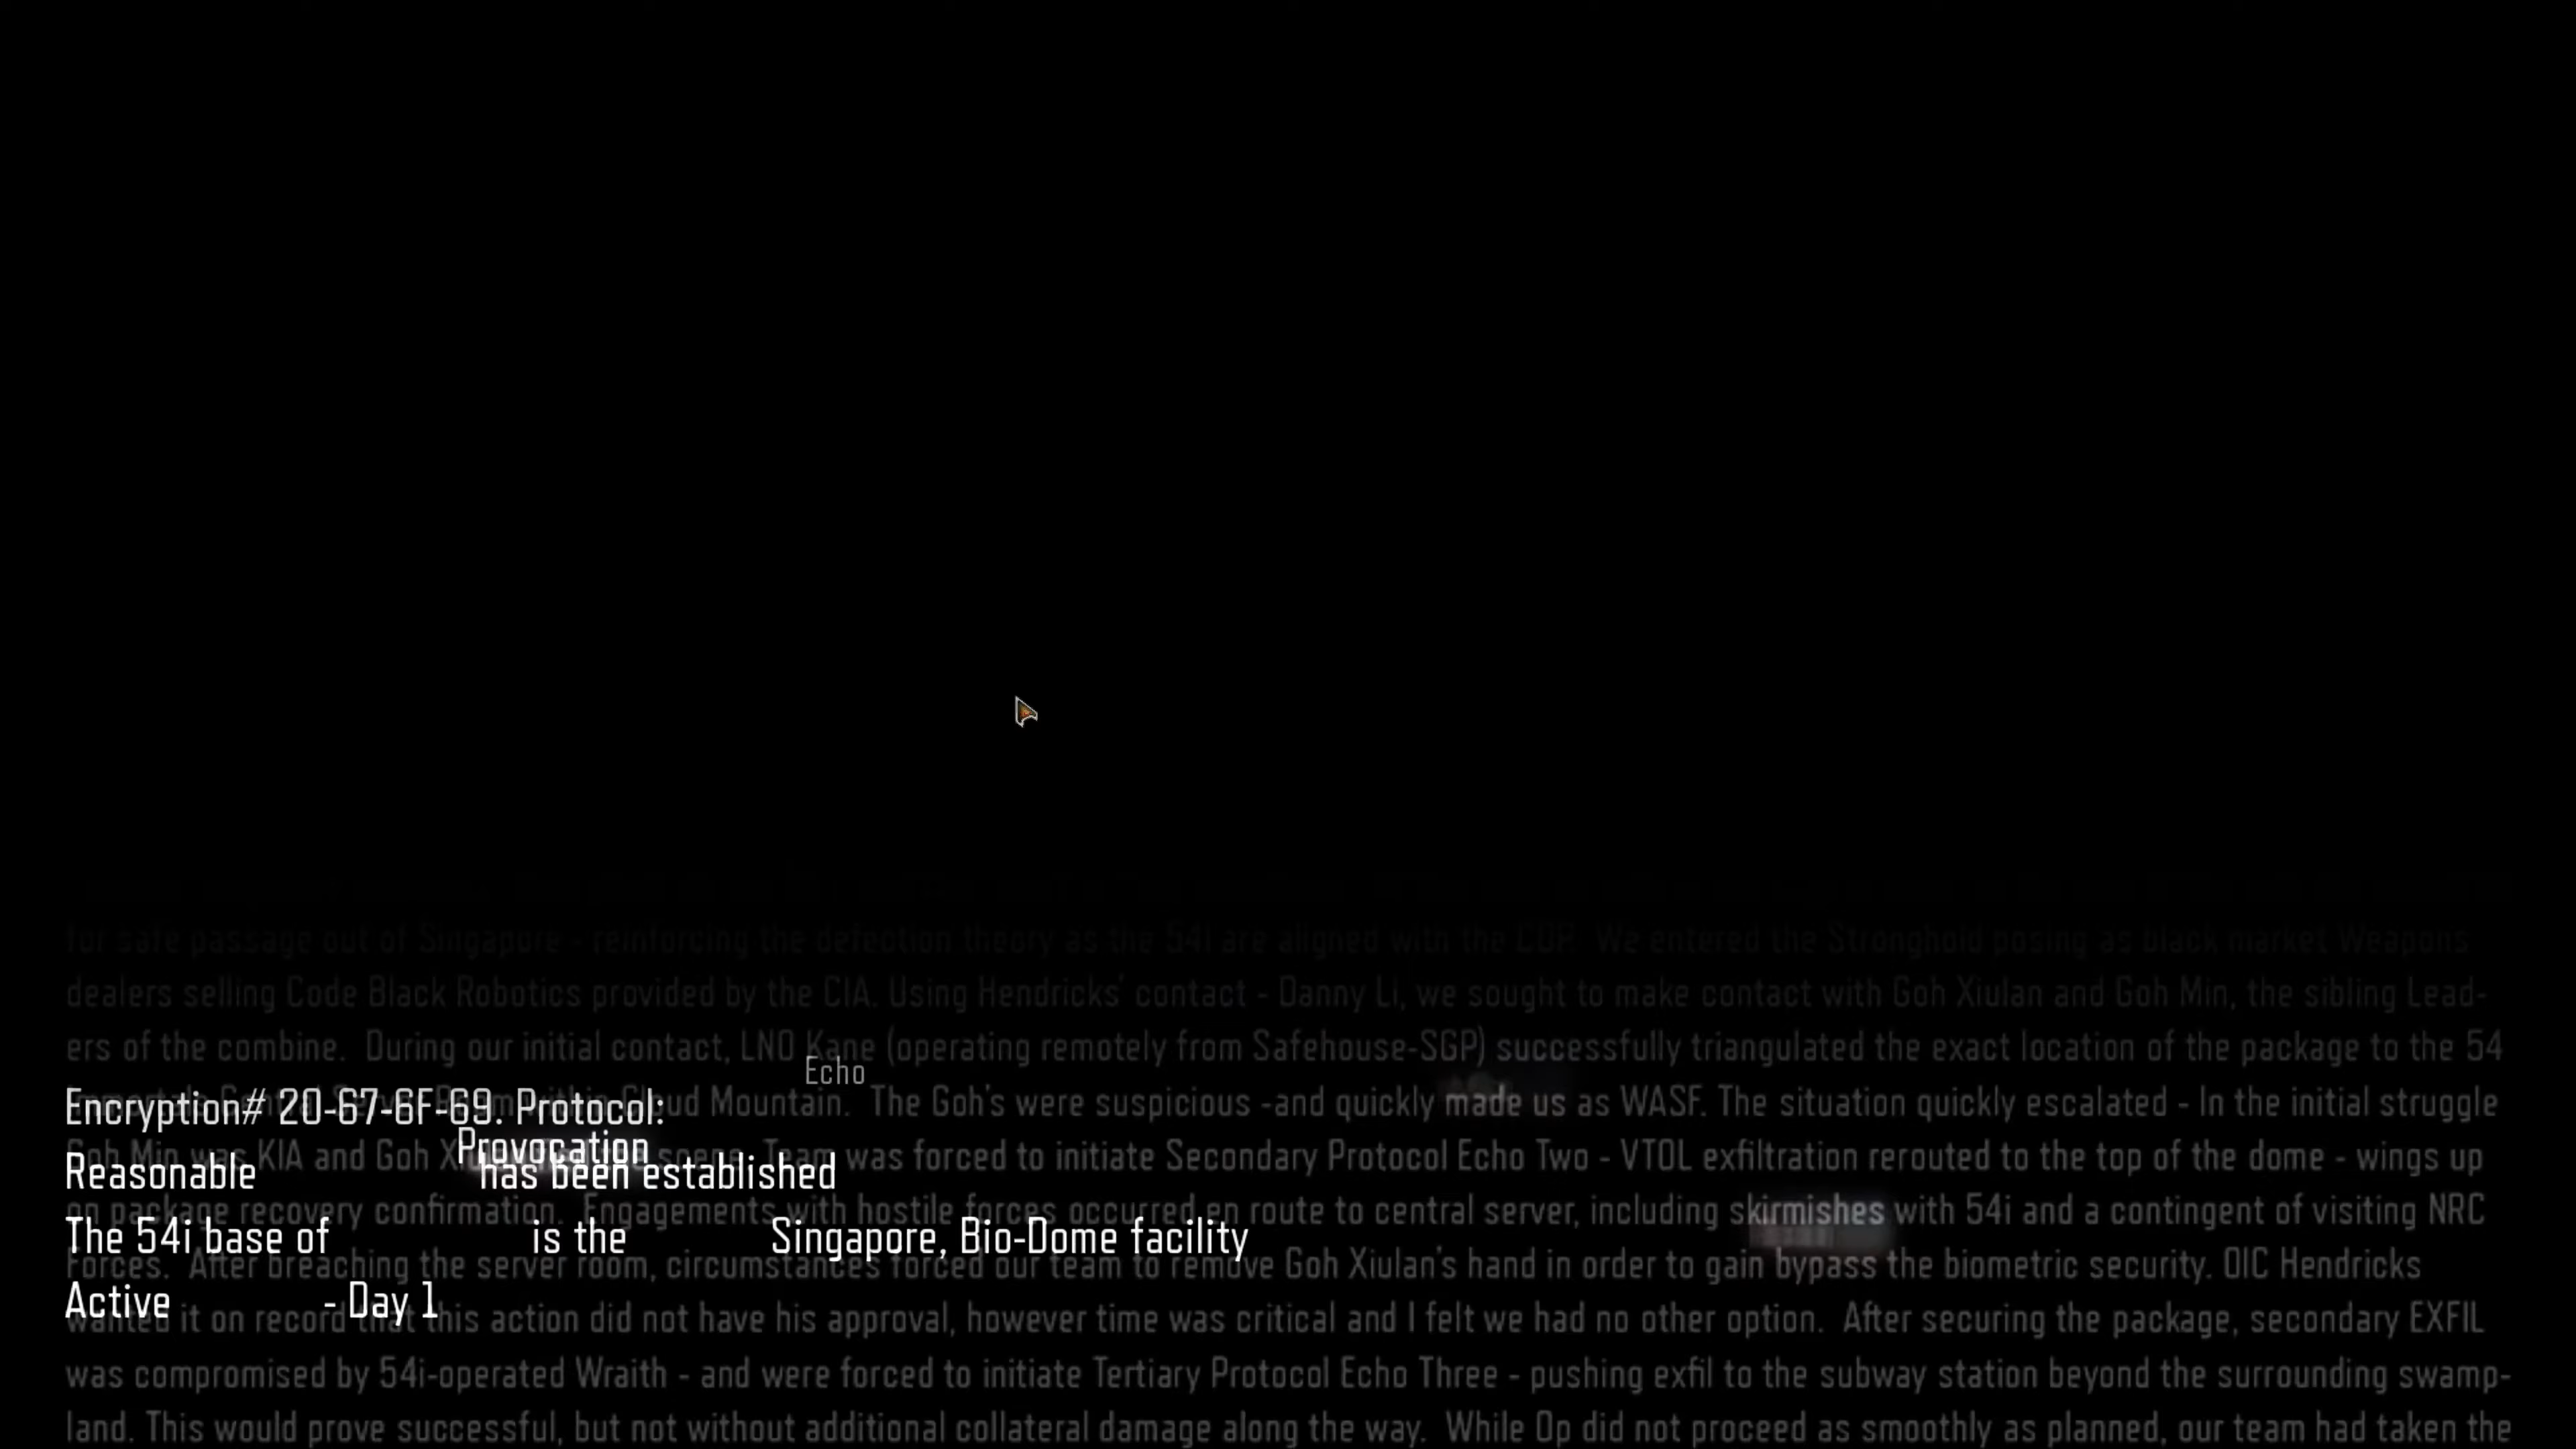 for safe passage out of Singapore - reinforcing the defection theory as the 54i are aligned with the CDP. We entered the Stronghold posing as black market Weapons
dealers selling Code Black Robotics provided by the CIA. Using Hendricks' contact - Danny Li, we sought to make contact with Goh Xiulan and Goh Min, the sibling Lead-
ers of the combine. During our initial contact, LNO Kane (operating remotely from Safehouse-SGP) successfully triangulated the exact location of the package to the 54
Echo
Encryption# 20-67-6F-69. Protocol:
Mountain. The Goh's were suspicious -and quickly made us as WASF. The situation quickly escalated - In the initial struggle
Provocation
Goh Min was KIA and Goh scene. Team was forced to initiate Secondary Protocol Echo Two - VTOL exfiltration rerouted to the top of the dome - wings up
Reasonable has been established
on package recovery confirmation. Engagements with hostile forces occurred en route to central server, including skirmishes with 54i and a contingent of visiting NRC
The 54i base of is the Singapore, Bio-Dome facility
Forces. After breaching the server room, circumstances forced our team to remove Goh Xiulan's hand in order to gain bypass the biometric security. OIC Hendricks
Active - Day 1
wanted it on record that this action did not have his approval, however time was critical and I felt we had no other option. After securing the package, secondary EXFIL
was compromised by 54i-operated Wraith - and were forced to initiate Tertiary Protocol Echo Three - pushing exfil to the subway station beyond the surrounding swamp-
land. This would prove successful, but not without additional collateral damage along the way. While Op did not proceed as smoothly as planned, our team had taken the